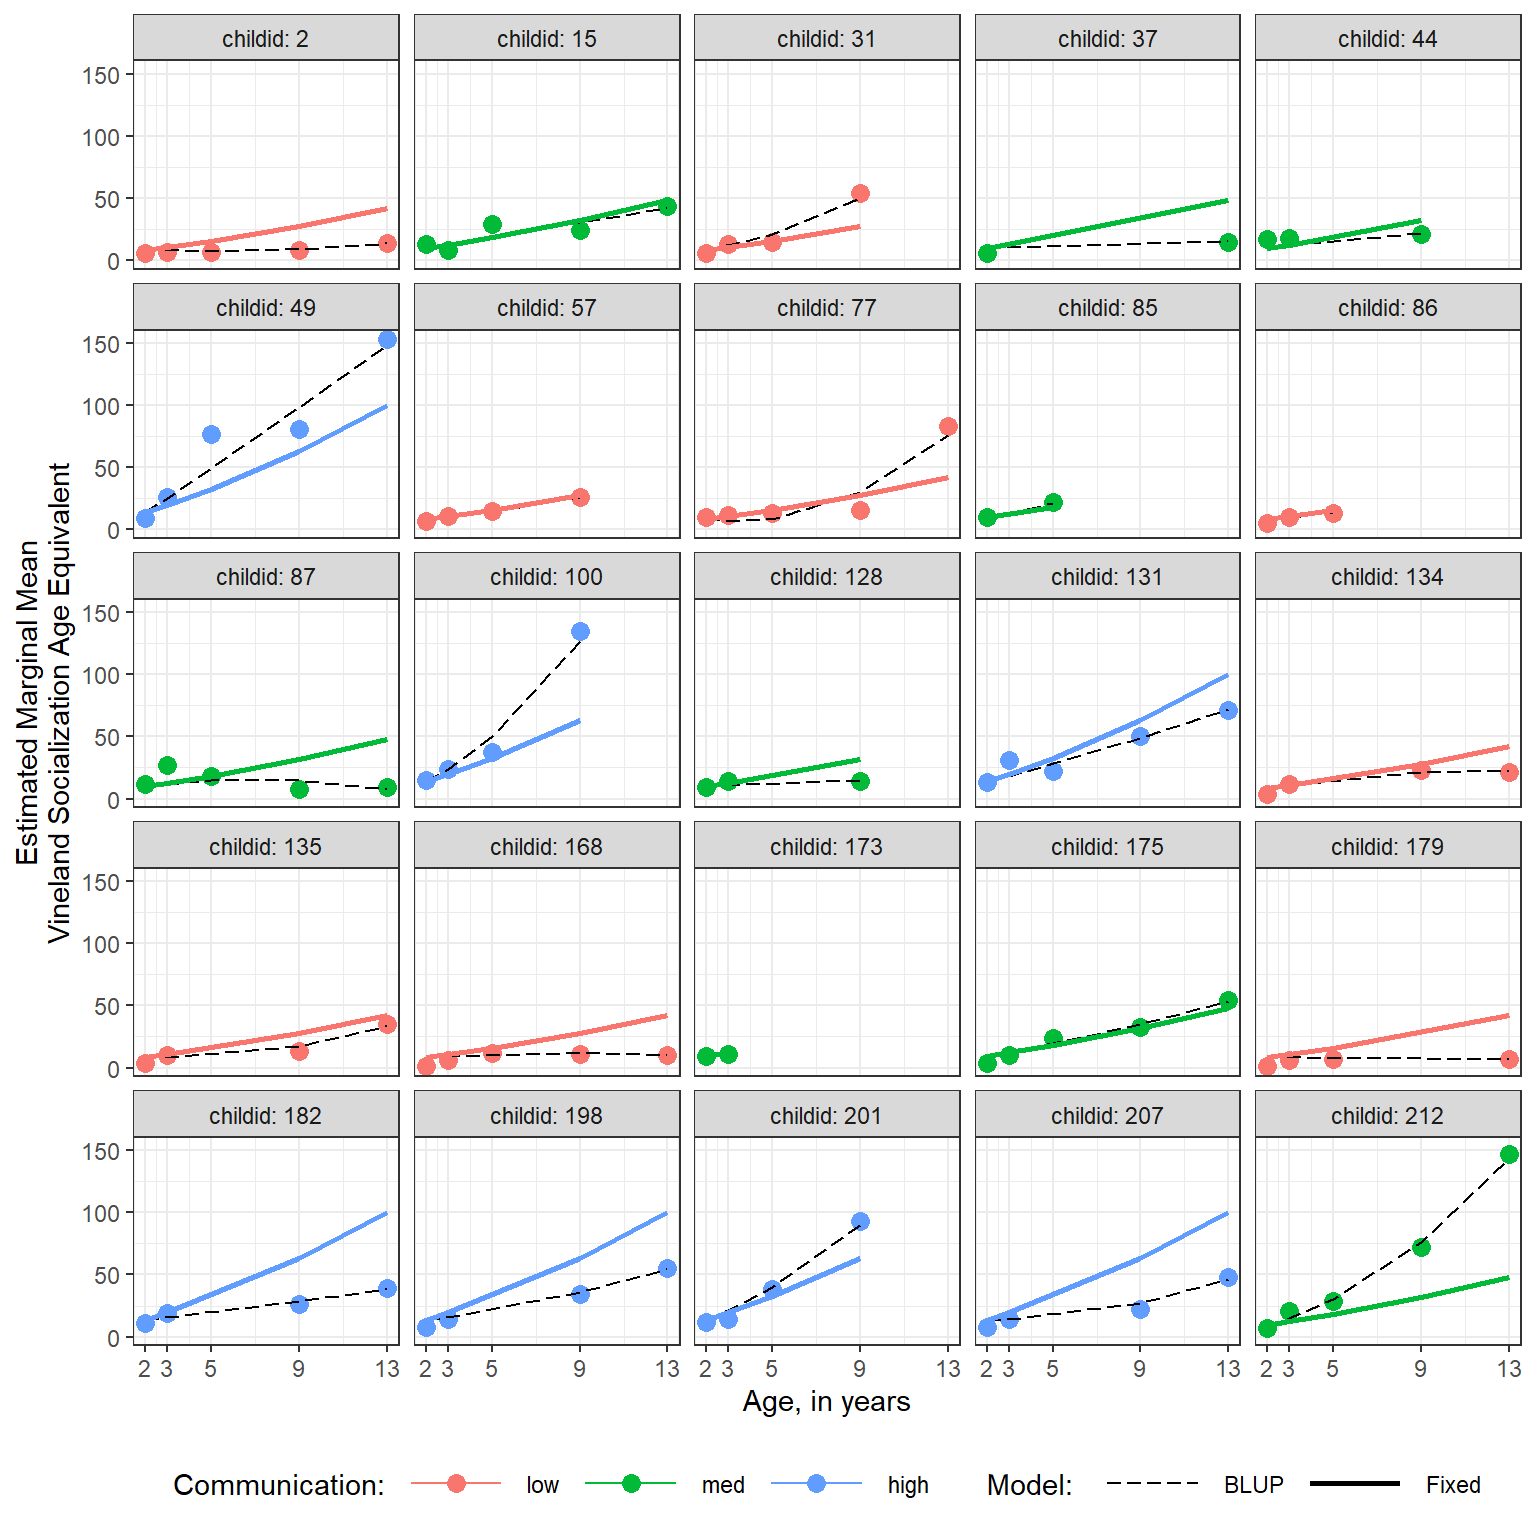 childid: 2
childid: 15
childid: 31
childid: 37
childid: 44
150
100
50
0
childid: 49
childid: 57
childid: 77
childid: 85
childid: 86
150
100
50
0
childid: 87
childid: 100
childid: 128
childid: 131
childid: 134
150
100
50
0
childid: 135
childid: 168
childid: 173
childid: 175
childid: 179
150
100
50
0
childid: 182
childid: 198
childid: 201
childid: 207
childid: 212
150
100
50
0
2 3 5 9 13
2 3 5 9 13
2 3 5 9 13
2 3 5 9 13
2 3 5 9 13
Estimated Marginal Mean
Vineland Socialization Age Equivalent
Age, in years
Communication: low med high Model: BLUP Fixed